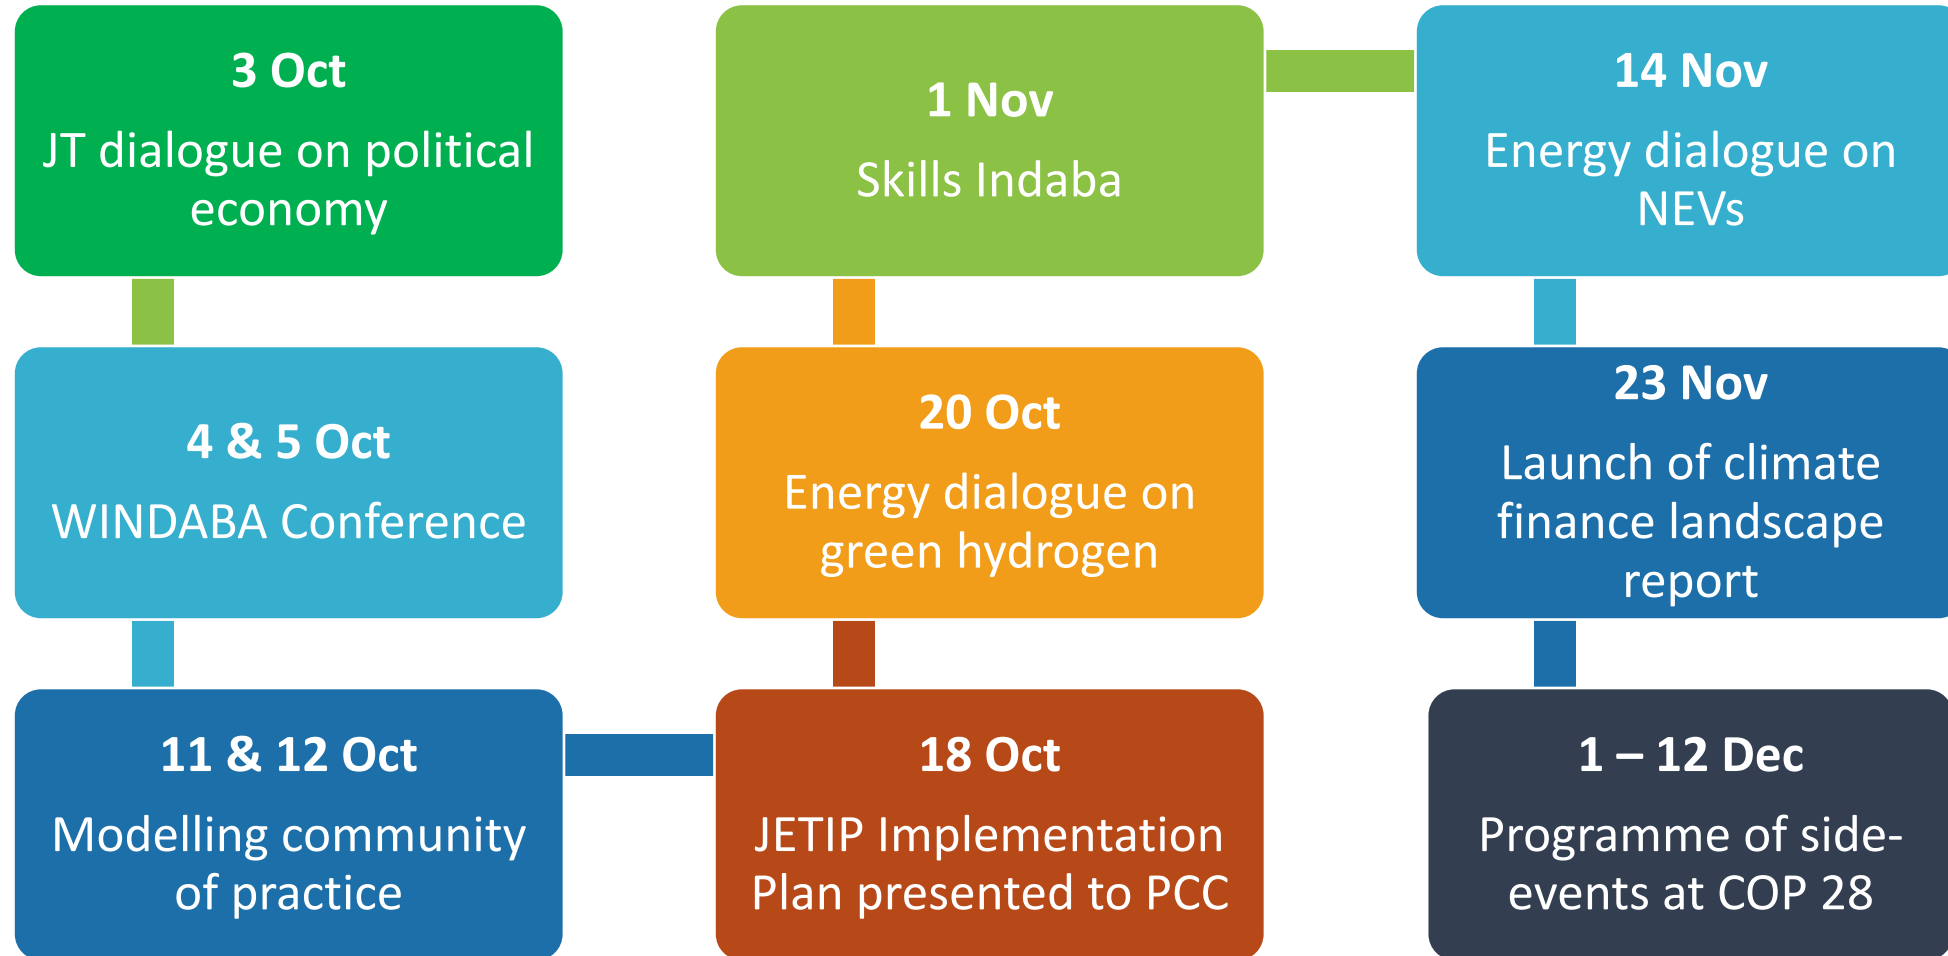 3 Oct
JT dialogue on political
economy
4 & 5 Oct
WINDABA Conference
11 & 12 Oct
Modelling community
of practice
18 Oct
JETIP Implementation
Plan presented to PCC
20 Oct
Energy dialogue on
green hydrogen
1 Nov
Skills Indaba
14 Nov
Energy dialogue on
NEVs
23 Nov
Launch of climate
finance landscape
report
1 – 12 Dec
Programme of side-
events at COP 28